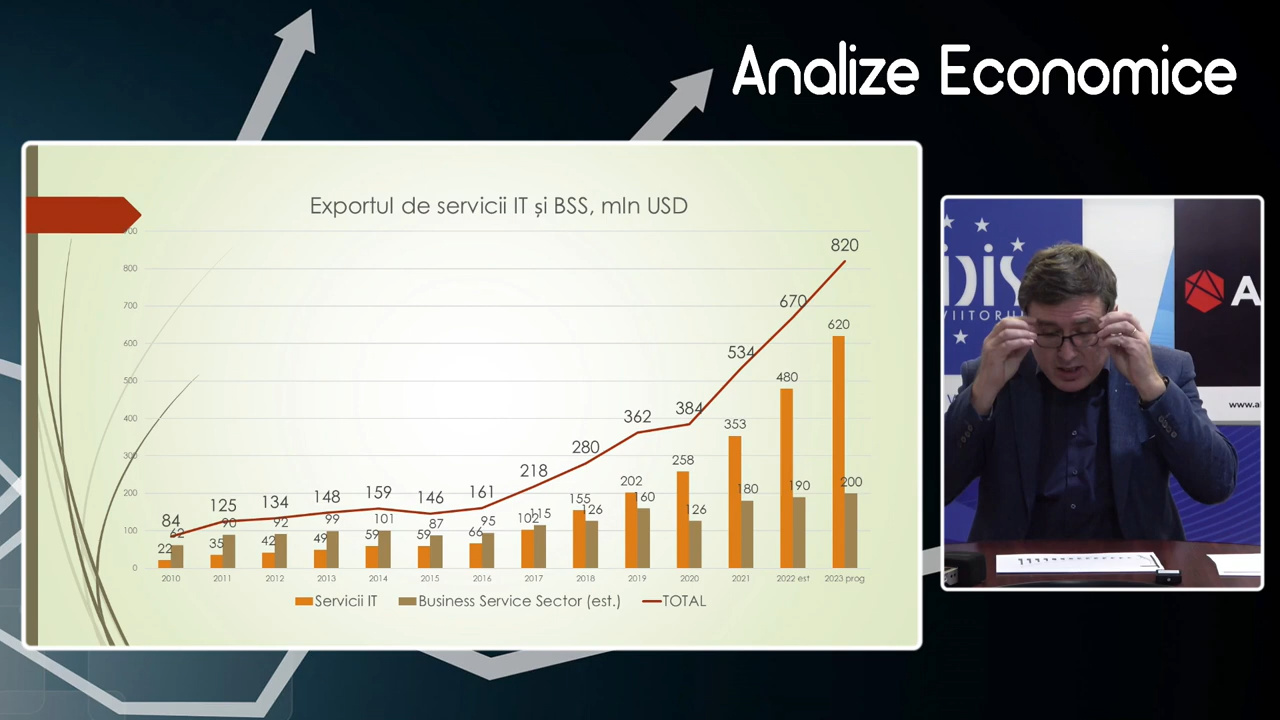 Analize Economice
Exportul de servicii IT și BSS, mln USD
800
700
600
500
400
300
200
100
0
84 125 134 148 159 146 161 218 280 362 384 534 670 820
22 35 42 49 59 59 66 102 155 202 258 353 480 620
62 90 92 99 101 87 95 115 126 160 126 180 190 200
2010 2011 2012 2013 2014 2015 2016 2017 2018 2019 2020 2021 2022 est 2023 prog
Servicii IT Business Service Sector (est.) TOTAL
IDIS
VIITORU
A
www.a